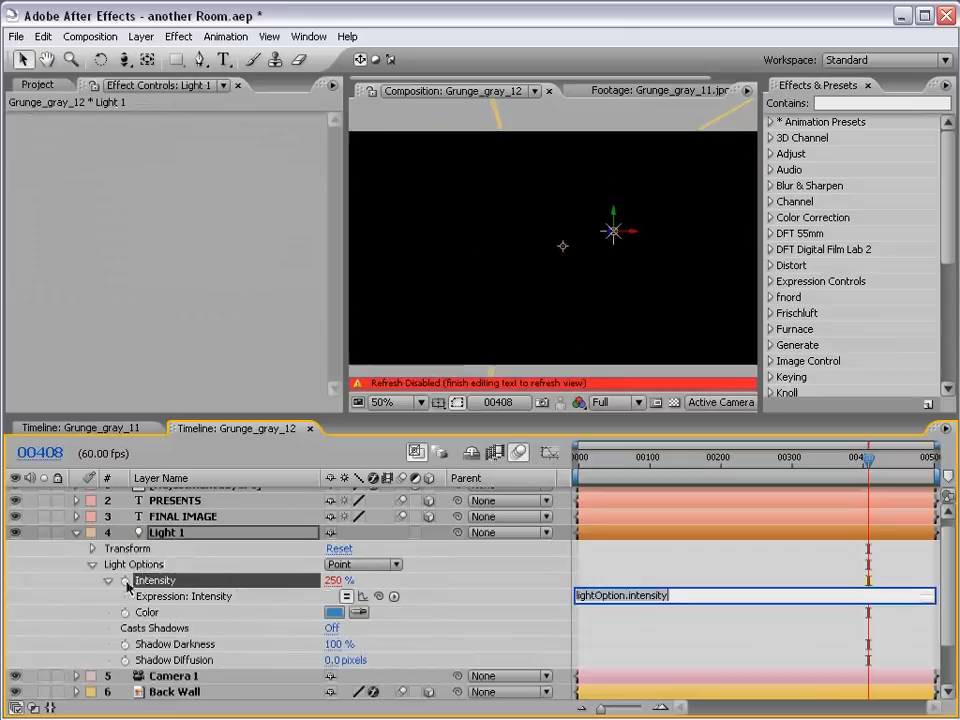 Adobe After Effects - another Room.aep *
File Edit Composition Layer Effect Animation View Window Help
Workspace: Standard
Project Effect Controls: Light 1
Composition: Grunge_gray_12 Footage: Grunge_gray_11.jpg
Effects & Presets
Grunge_gray_12 * Light 1
Contains:
* Animation Presets
3D Channel
Adjust
Audio
Blur & Sharpen
Channel
Color Correction
DFT 55mm
DFT Digital Film Lab 2
Distort
Expression Controls
fnord
Frischluft
Furnace
Generate
Image Control
Keying
Knoll
Refresh Disabled (finish editing text to refresh view)
50% 00408 Full Active Camera
Timeline: Grunge_gray_11 Timeline: Grunge_gray_12
00408 (60.00 fps)
0000 00100 00200 00300 004 0050
# Layer Name Parent
2 T PRESENTS None
3 T FINAL IMAGE None
4 Light 1 None
Transform Reset
Light Options Point
Intensity 250 %
Expression: Intensity lightOption.intensity
Color
Casts Shadows Off
Shadow Darkness 100 %
Shadow Diffusion 0.0 pixels
5 Camera 1 None
6 Back Wall None